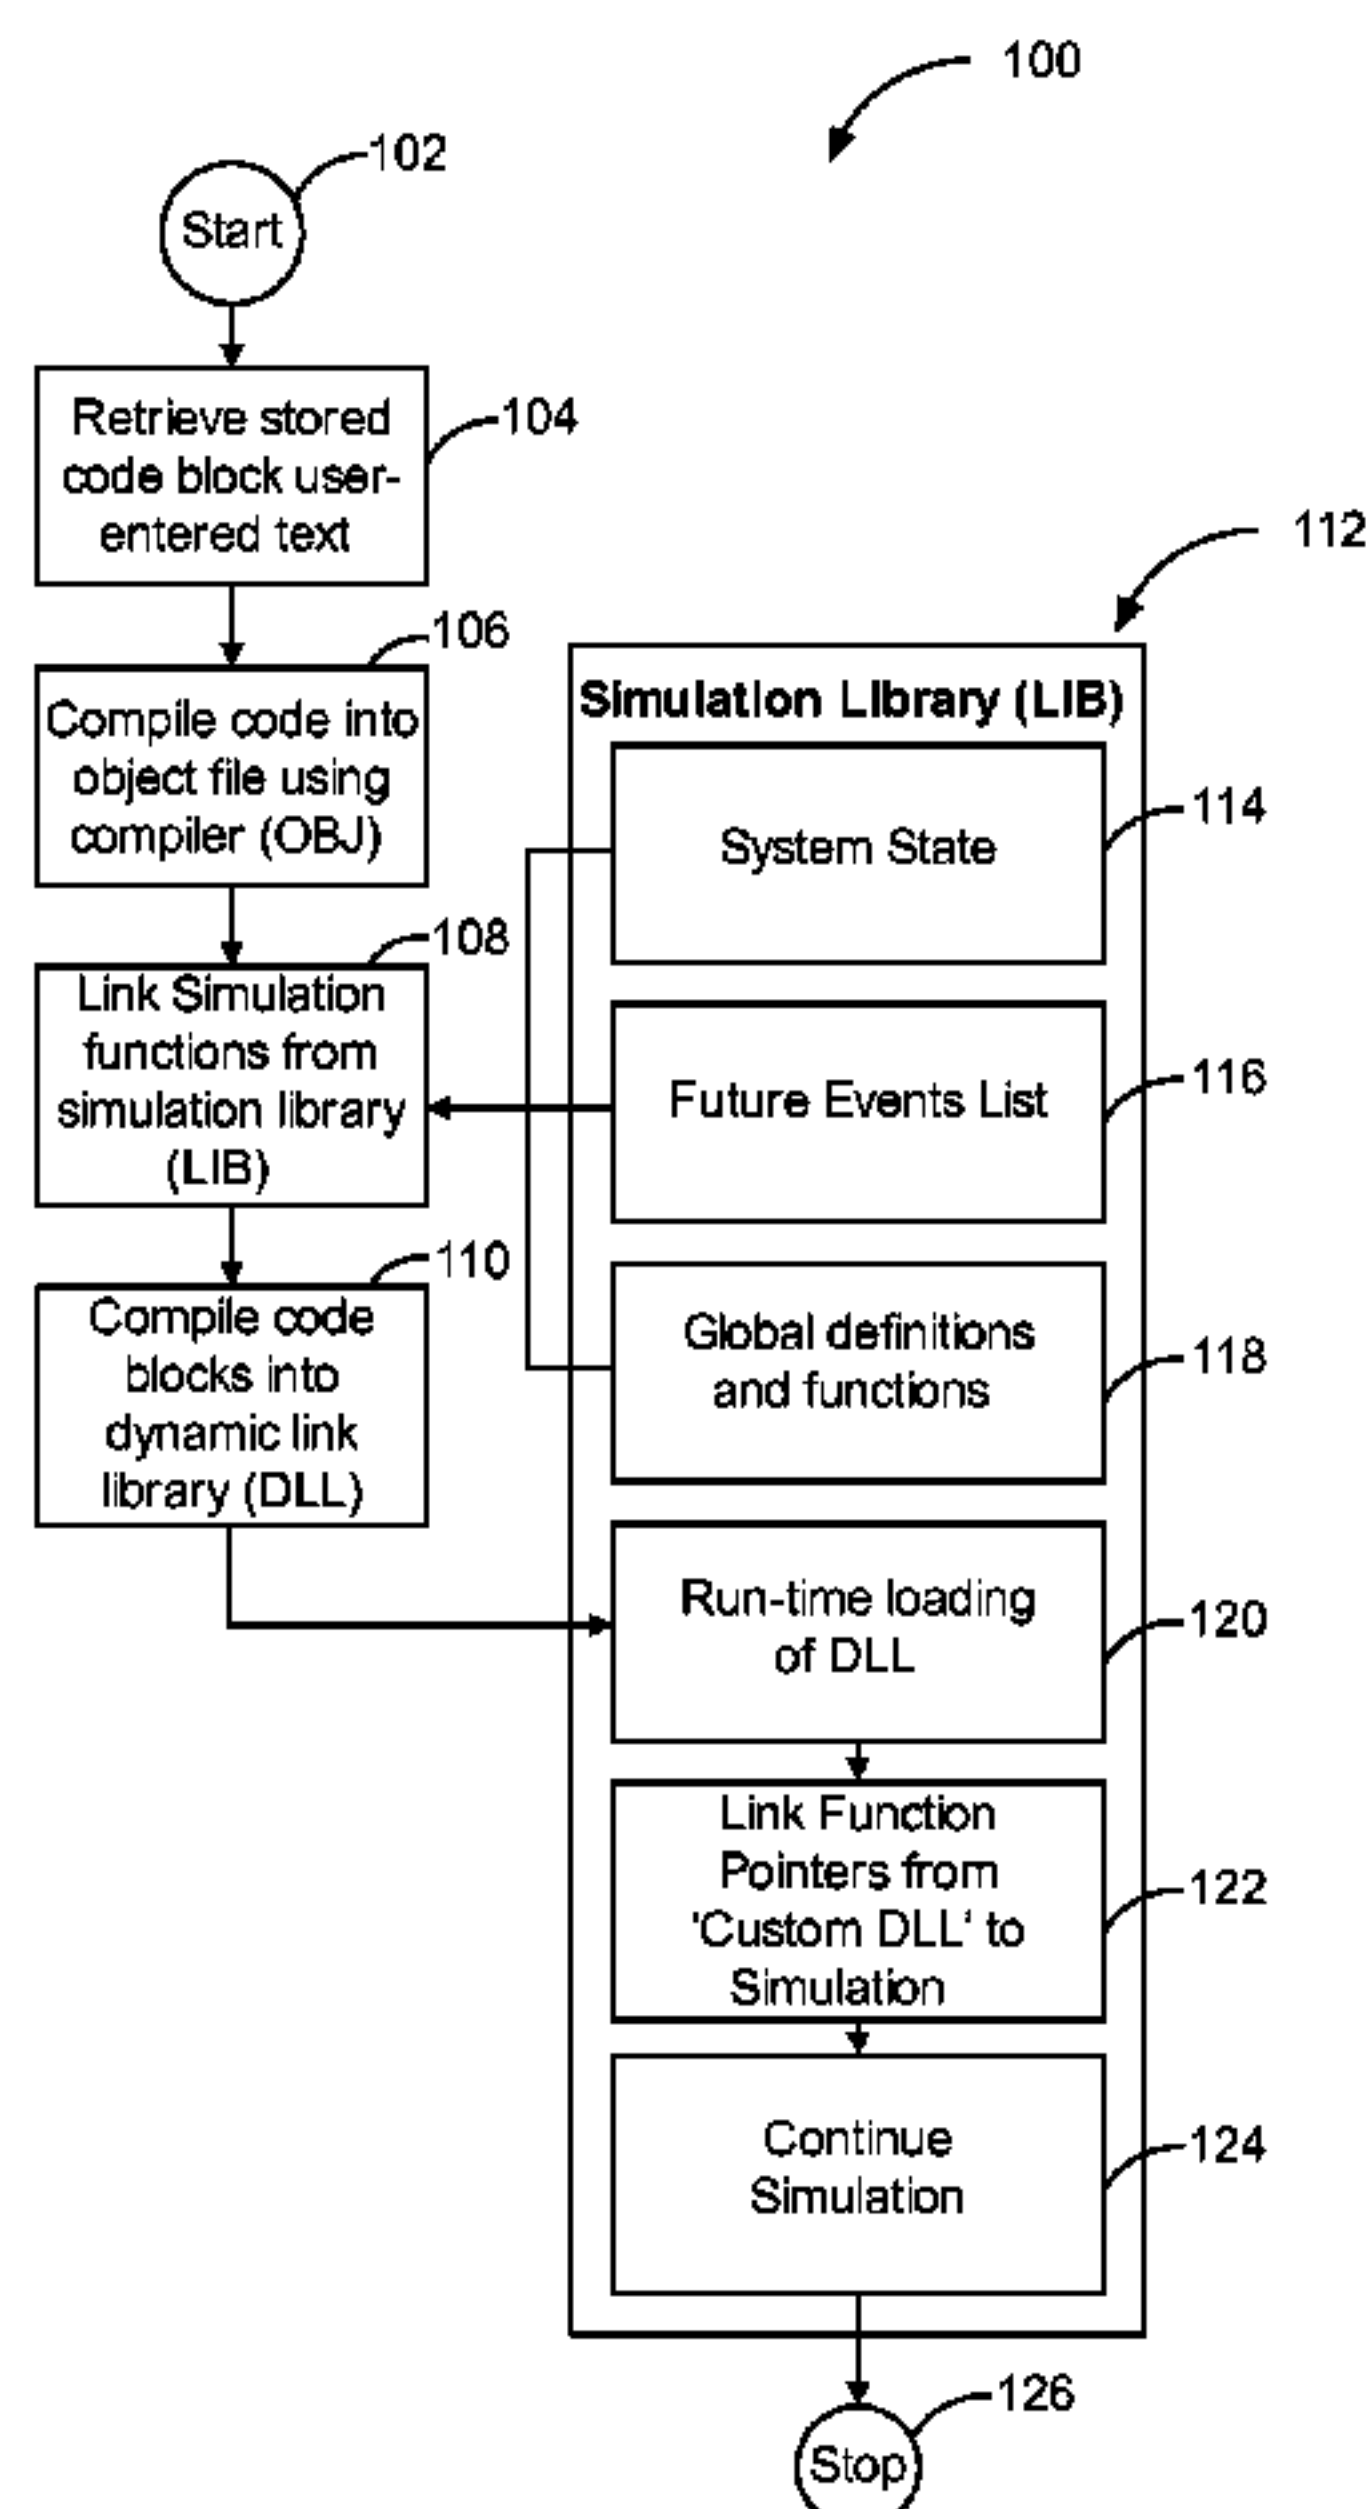 100
102
Start
Retrieve stored
code block user-
entered text
104
112
106
Compile code into
object file using
compiler (OBJ)
Simulation Library (LIB)
System State
114
108
Link Simulation
functions from
simulation library
(LIB)
Future Events List
116
110
Compile code
blocks into
dynamic link
library (DLL)
Global definitions
and functions
118
Run-time loading
of DLL
120
Link Function
Pointers from
'Custom DLL' to
Simulation
122
Continue
Simulation
124
126
Stop